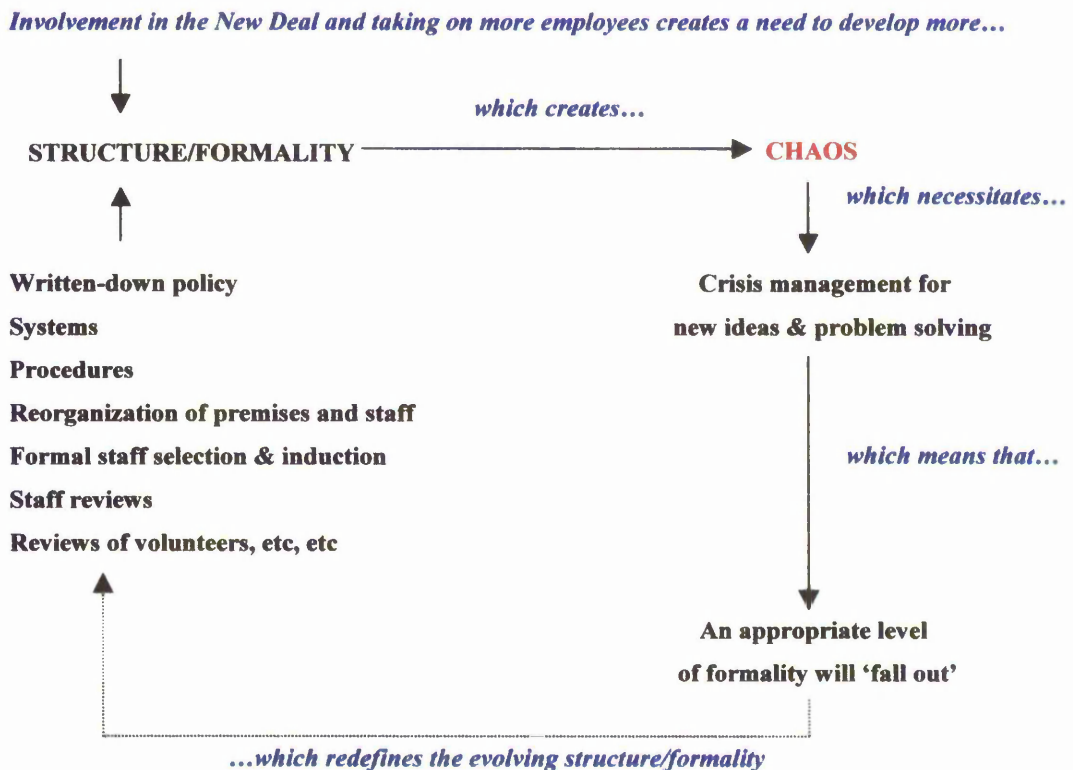 Involvement in the New Deal and taking on more employees creates a need to develop more…
which creates…
STRUCTURE/FORMALITY
CHAOS
which necessitates…
Written-down policy
Systems
Procedures
Reorganization of premises and staff
Formal staff selection & induction
Staff reviews
Reviews of volunteers, etc, etc
Crisis management for
new ideas & problem solving
which means that…
An appropriate level
of formality will ‘fall out’
…which redefines the evolving structure/formality